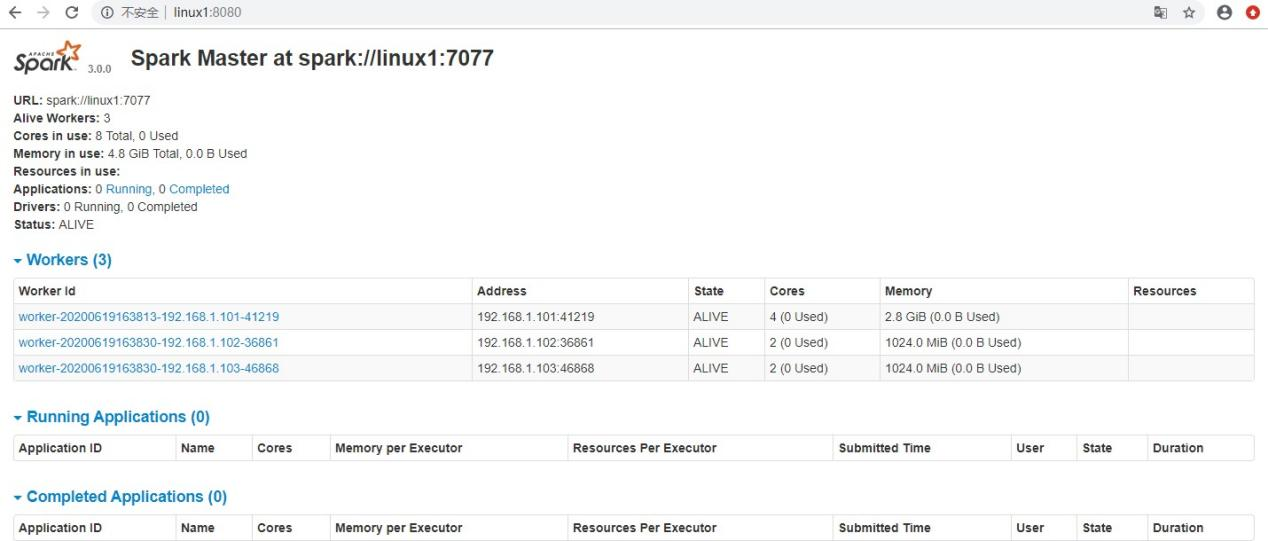 不安全 linux1:8080
APACHE Spark 3.0.0 Spark Master at spark://linux1:7077
URL: spark://linux1:7077
Alive Workers: 3
Cores in use: 8 Total, 0 Used
Memory in use: 4.8 GiB Total, 0.0 B Used
Resources in use:
Applications: 0 Running, 0 Completed
Drivers: 0 Running, 0 Completed
Status: ALIVE
Workers (3)
Worker Id Address State Cores Memory Resources
worker-20200619163813-192.168.1.101-41219 192.168.1.101:41219 ALIVE 4 (0 Used) 2.8 GiB (0.0 B Used)
worker-20200619163830-192.168.1.102-36861 192.168.1.102:36861 ALIVE 2 (0 Used) 1024.0 MiB (0.0 B Used)
worker-20200619163830-192.168.1.103-46868 192.168.1.103:46868 ALIVE 2 (0 Used) 1024.0 MiB (0.0 B Used)
Running Applications (0)
Application ID Name Cores Memory per Executor Resources Per Executor Submitted Time User State Duration
Completed Applications (0)
Application ID Name Cores Memory per Executor Resources Per Executor Submitted Time User State Duration